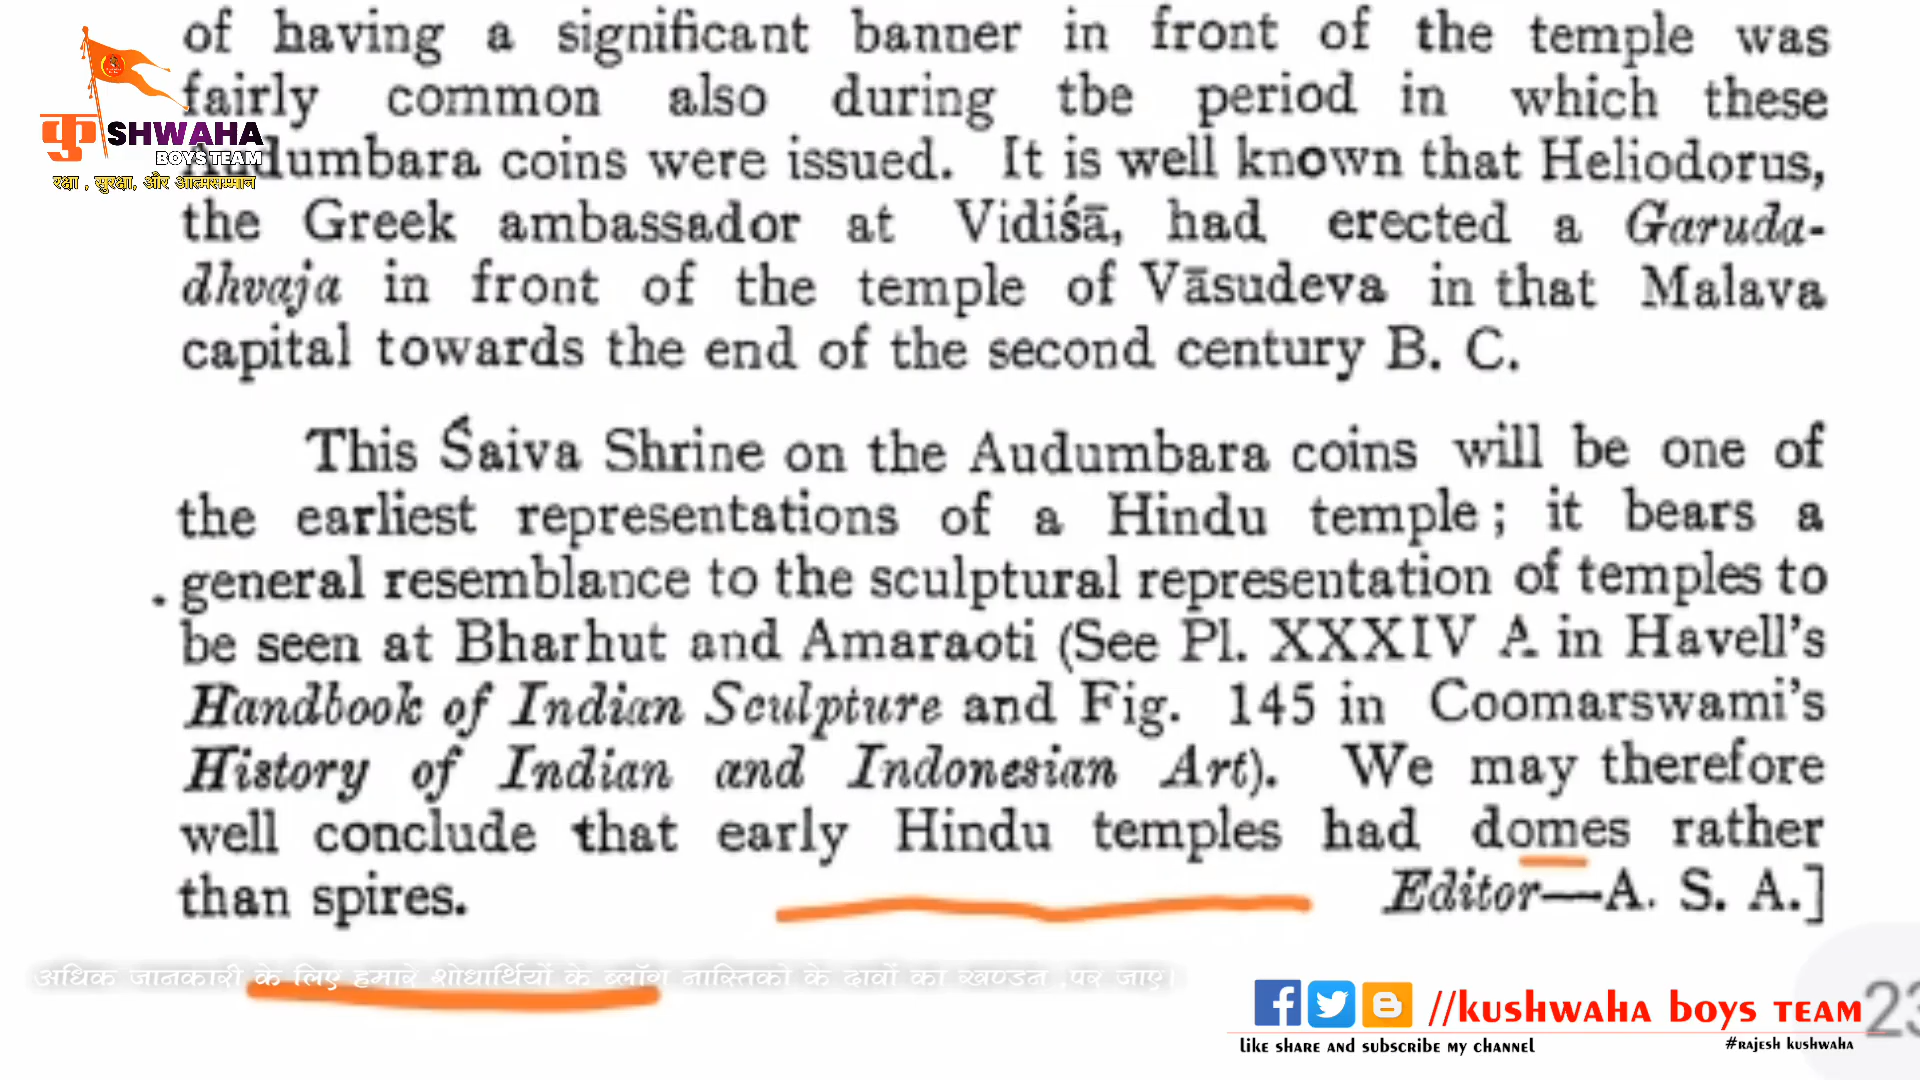 of having a significant banner in front of the temple was
fairly common also during tbe period in which these
Audumbara coins were issued. It is well known that Heliodorus,
the Greek ambassador at Vidiśā, had erected a Garuda-
dhvaja in front of the temple of Vāsudeva in that Malava
capital towards the end of the second century B. C.
This Śaiva Shrine on the Audumbara coins will be one of
the earliest representations of a Hindu temple; it bears a
general resemblance to the sculptural representation of temples to
be seen at Bharhut and Amaraoti (See Pl. XXXIV A in Havell's
Handbook of Indian Sculpture and Fig. 145 in Coomarswami's
History of Indian and Indonesian Art). We may therefore
well conclude that early Hindu temples had domes rather
than spires.
Editor—A. S. A.]
कुSHWAHA
BOYS TEAM
रक्षा , सुरक्षा, और आत्मसम्मान
अधिक जानकारी के लिए हमारे शोधार्थियों के ब्लॉग नास्तिको के दावों का खण्डन ,पर जाए।
//KUSHWAHA BOYS TEAM
LIKE SHARE AND SUBSCRIBE MY CHANNEL
#RAJESH KUSHWAHA
23